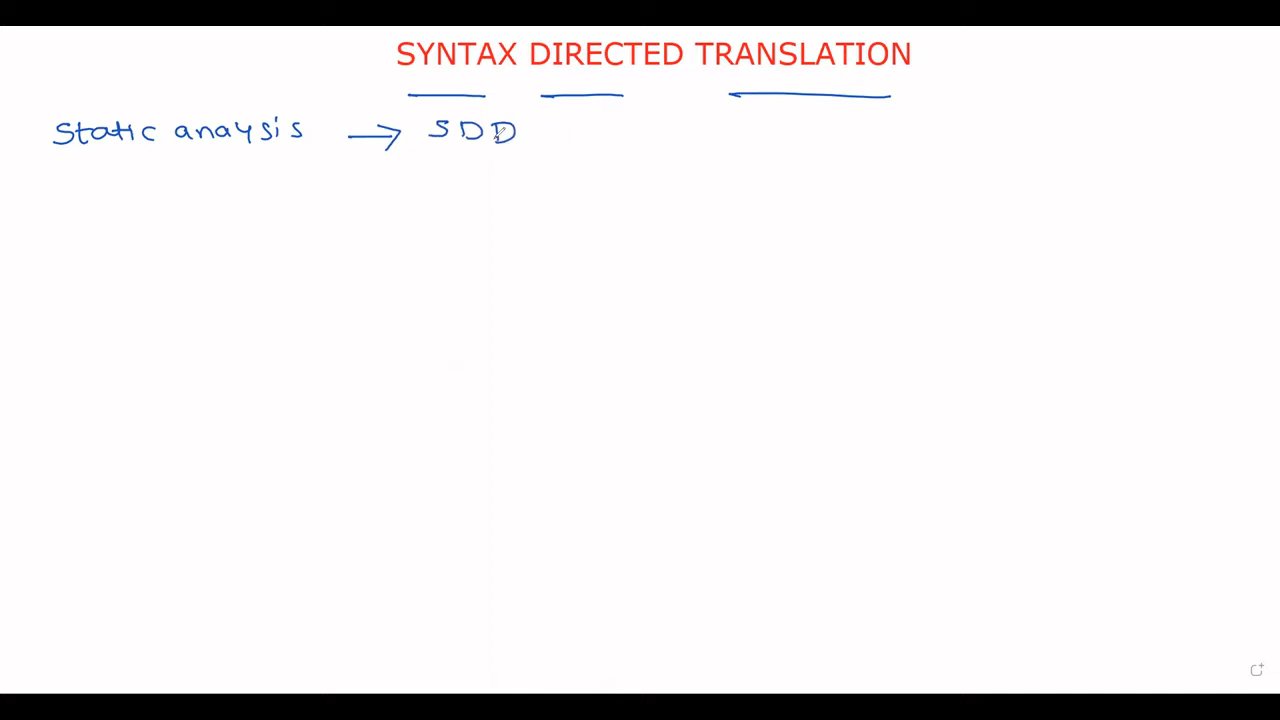 SYNTAX DIRECTED TRANSLATION
Static anaysis → SDD